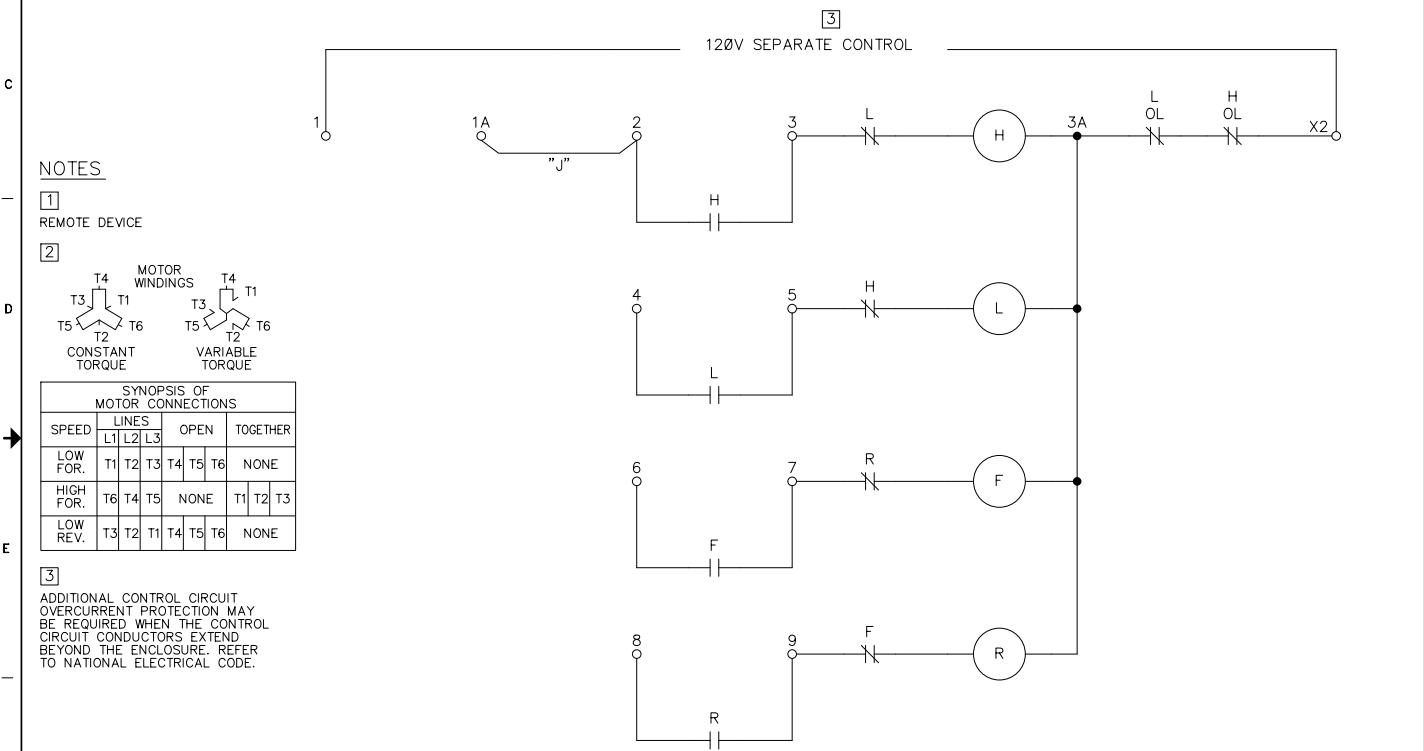 3
120V SEPARATE CONTROL
C
L H
OL OL
1 1A 2 3 L H 3A X2
"J"
NOTES
1
REMOTE DEVICE
H
2
MOTOR
WINDINGS
T4 T4
T3 T1 T3 T1
T5 T6 T5 T6
T2 T2
CONSTANT
TORQUE
VARIABLE
TORQUE
D
4 5 H L
L
SYNOPSIS OF
MOTOR CONNECTIONS
SPEED LINES OPEN TOGETHER
L1 L2 L3
LOW
FOR. T1 T2 T3 T4 T5 T6 NONE
HIGH
FOR. T6 T4 T5 NONE T1 T2 T3
LOW
REV. T3 T2 T1 T4 T5 T6 NONE
6 7 R F
F
E
3
ADDITIONAL CONTROL CIRCUIT
OVERCURRENT PROTECTION MAY
BE REQUIRED WHEN THE CONTROL
CIRCUIT CONDUCTORS EXTEND
BEYOND THE ENCLOSURE. REFER
TO NATIONAL ELECTRICAL CODE.
8 9 F R
R